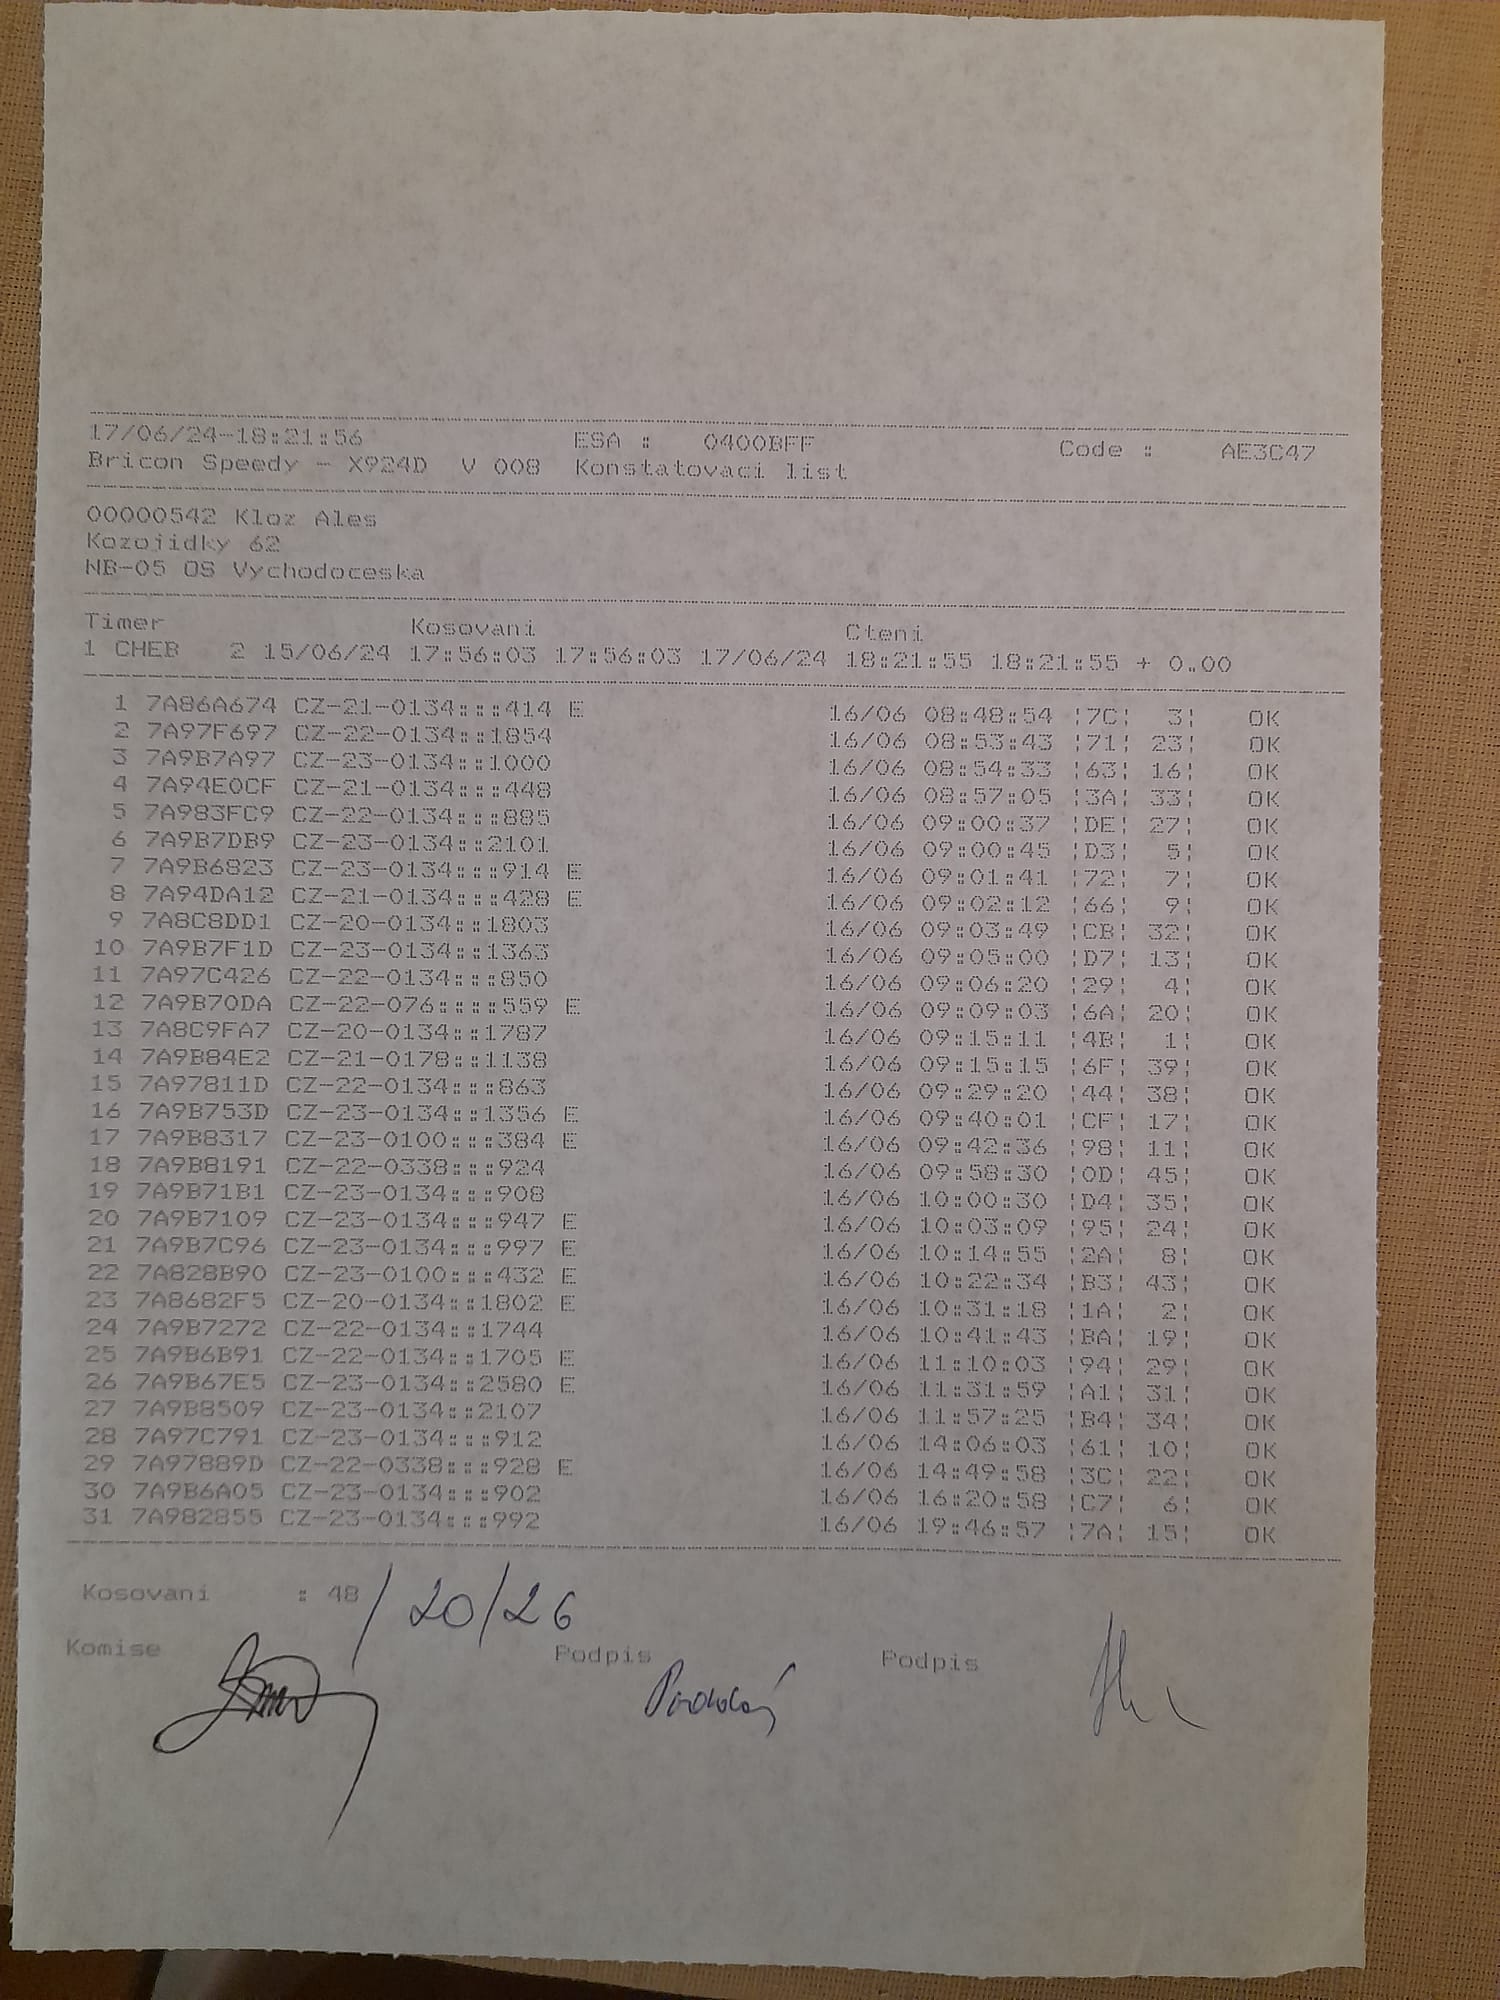 17/06/24-18:21:56 ESA : 0400BFF Code : AE3C47
Bricon Speedy - X924D V 008 Konstatovaci list
00000542 Kloz Ales
Kozojidky 62
NB-05 OS Vychodoceska
Timer Kosovani Cteni
1 CHEB 2 15/06/24 17:56:03 17:56:03 17/06/24 18:21:55 18:21:55 + 0.00
1 7A86A674 CZ-21-0134:::414 E 16/06 08:48:54 ¦7C¦ 3¦ OK
2 7A97F697 CZ-22-0134::1854 16/06 08:53:43 ¦71¦ 23¦ OK
3 7A9B7A97 CZ-23-0134::1000 16/06 08:54:33 ¦63¦ 16¦ OK
4 7A94E0CF CZ-21-0134:::448 16/06 08:57:05 ¦3A¦ 33¦ OK
5 7A983FC9 CZ-22-0134:::885 16/06 09:00:37 ¦DE¦ 27¦ OK
6 7A9B7DB9 CZ-23-0134::2101 16/06 09:00:45 ¦D3¦ 5¦ OK
7 7A9B6823 CZ-23-0134:::914 E 16/06 09:01:41 ¦72¦ 7¦ OK
8 7A94DA12 CZ-21-0134:::428 E 16/06 09:02:12 ¦66¦ 9¦ OK
9 7A8C8DD1 CZ-20-0134::1803 16/06 09:03:49 ¦CB¦ 32¦ OK
10 7A9B7F1D CZ-23-0134::1363 16/06 09:05:00 ¦D7¦ 13¦ OK
11 7A97C426 CZ-22-0134:::850 16/06 09:06:20 ¦29¦ 4¦ OK
12 7A9B70DA CZ-22-076::::559 E 16/06 09:09:03 ¦6A¦ 20¦ OK
13 7A8C9FA7 CZ-20-0134::1787 16/06 09:15:11 ¦4B¦ 1¦ OK
14 7A9B84E2 CZ-21-0178::1138 16/06 09:15:15 ¦6F¦ 39¦ OK
15 7A97811D CZ-22-0134:::863 16/06 09:29:20 ¦44¦ 38¦ OK
16 7A9B753D CZ-23-0134::1356 E 16/06 09:40:01 ¦CF¦ 17¦ OK
17 7A9B8317 CZ-23-0100:::384 E 16/06 09:42:36 ¦98¦ 11¦ OK
18 7A9B8191 CZ-22-0338:::924 16/06 09:58:30 ¦0D¦ 45¦ OK
19 7A9B71B1 CZ-23-0134:::908 16/06 10:00:30 ¦D4¦ 35¦ OK
20 7A9B7109 CZ-23-0134:::947 E 16/06 10:03:09 ¦95¦ 24¦ OK
21 7A9B7C96 CZ-23-0134:::997 E 16/06 10:14:55 ¦2A¦ 8¦ OK
22 7A828B90 CZ-23-0100:::432 E 16/06 10:22:34 ¦B3¦ 43¦ OK
23 7A8682F5 CZ-20-0134::1802 E 16/06 10:31:18 ¦1A¦ 2¦ OK
24 7A9B7272 CZ-22-0134::1744 16/06 10:41:43 ¦BA¦ 19¦ OK
25 7A9B6B91 CZ-22-0134::1705 E 16/06 11:10:03 ¦94¦ 29¦ OK
26 7A9B67E5 CZ-23-0134::2580 E 16/06 11:31:59 ¦A1¦ 31¦ OK
27 7A9B8509 CZ-23-0134::2107 16/06 11:57:25 ¦B4¦ 34¦ OK
28 7A97C791 CZ-23-0134:::912 16/06 14:06:03 ¦61¦ 10¦ OK
29 7A97889D CZ-22-0338:::928 E 16/06 14:49:58 ¦3C¦ 22¦ OK
30 7A9B6A05 CZ-23-0134:::902 16/06 16:20:58 ¦C7¦ 6¦ OK
31 7A982855 CZ-23-0134:::992 16/06 19:46:57 ¦7A¦ 15¦ OK
Kosovani : 48 / 20/26
Komise Podpis Podpis